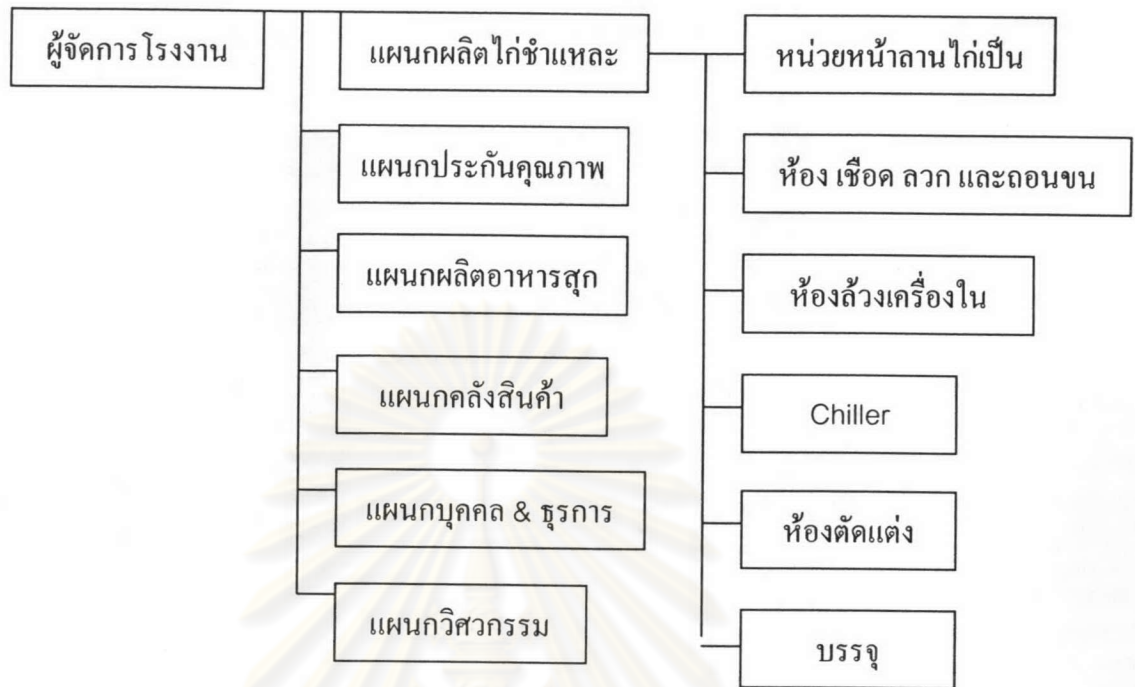 ผู้จัดการโรงงาน
แผนกผลิตไก่ชำแหละ
หน่วยหน้าลานไก่เป็น
แผนกประกันคุณภาพ
ห้อง เชือด ลวก และถอนขน
แผนกผลิตอาหารสุก
ห้องล้วงเครื่องใน
แผนกคลังสินค้า
Chiller
แผนกบุคคล & ธุรการ
ห้องตัดแต่ง
แผนกวิศวกรรม
บรรจุ